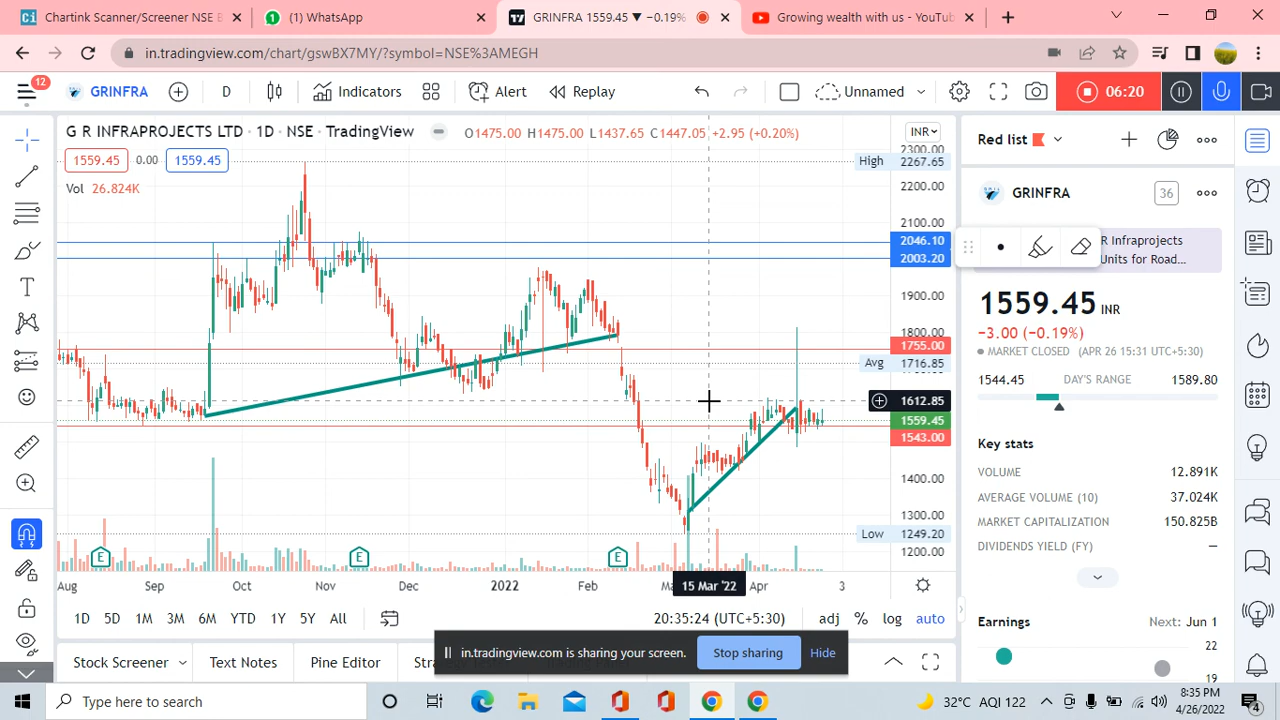 Chartink Scanner/Screener NSE B
(1) WhatsApp
GRINFRA 1559.45 ▼ −0.19%
Growing wealth with us - YouTub
in.tradingview.com/chart/gswBX7MY/?symbol=NSE%3AMEGH
12
GRINFRA
D
Indicators
Alert
Replay
Unnamed
06:20
G R INFRAPROJECTS LTD · 1D · NSE · TradingView
O1475.00 H1475.00 L1437.65 C1447.05 +2.95 (+0.20%)
INR
1559.45
0.00
1559.45
Vol 26.824K
2300.00
High 2267.65
2200.00
2100.00
2046.10
2003.20
1900.00
1800.00
1755.00
Avg 1716.85
1612.85
1559.45
1543.00
1400.00
1300.00
Low 1249.20
1200.00
E
E
E
Aug
Sep
Oct
Nov
Dec
2022
Feb
15 Mar '22
Apr
3
1D
5D
1M
3M
6M
YTD
1Y
5Y
All
20:35:24 (UTC+5:30)
adj
%
log
auto
Stock Screener
Text Notes
Pine Editor
in.tradingview.com is sharing your screen.
Stop sharing
Hide
Red list
GRINFRA
36
R Infraprojects
Units for Road...
1559.45 INR
−3.00 (−0.19%)
MARKET CLOSED (APR 26 15:31 UTC+5:30)
1544.45
DAY'S RANGE
1589.80
Key stats
VOLUME 12.891K
AVERAGE VOLUME (10) 37.024K
MARKET CAPITALIZATION 150.825B
DIVIDENDS YIELD (FY) —
Earnings
Next: Jun 1
22
19
Type here to search
32°C AQI 122
8:35 PM
4/26/2022
4